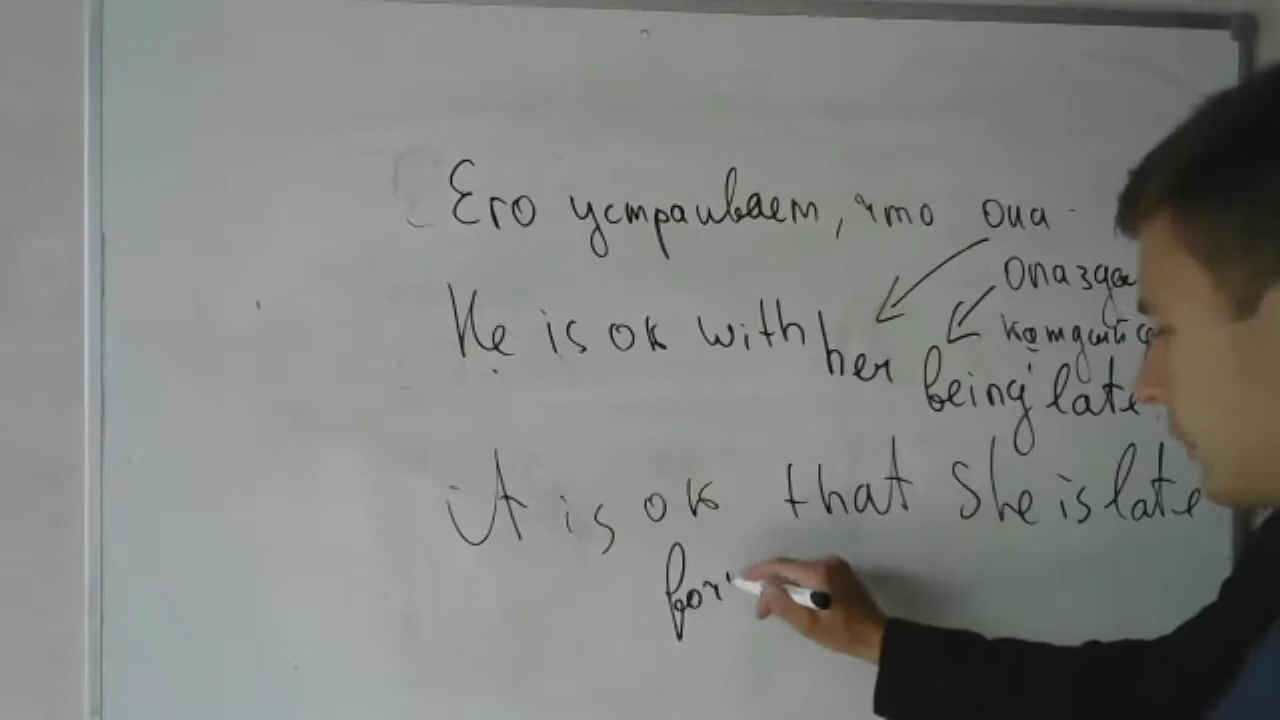 Его устраивает, что она
опазда
He is ok with her being late
it is ok that she is late
for